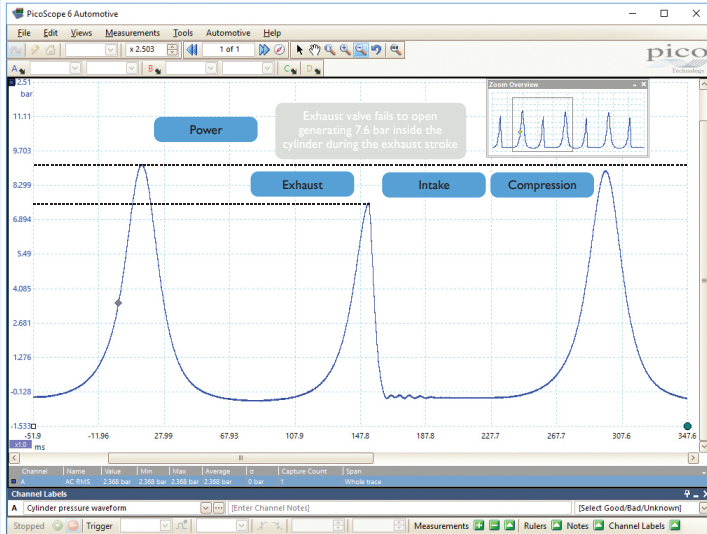 PicoScope 6 Automotive
File Edit Views Measurements Tools Automotive Help
x 2.503 1 of 1
pico
Technology
A B C D
2.51
bar
11.11
9.703
8.299
6.894
5.49
4.085
2.681
1.276
-0.128
-1.533
Zoom Overview
Power
Exhaust valve fails to open
generating 7.6 bar inside the
cylinder during the exhaust stroke
Exhaust
Intake
Compression
-51.9 -11.96 27.99 67.93 107.9 147.8 187.8 227.7 267.7 307.6 347.6
x1.0 ms
Channel Name Value Min Max Average σ Capture Count Span
A AC RMS 2.368 bar 2.368 bar 2.368 bar 2.368 bar 0 bar 1 Whole trace
Channel Labels
A Cylinder pressure waveform [Enter Channel Notes] [Select Good/Bad/Unknown]
Stopped Trigger Measurements Rulers Notes Channel Labels